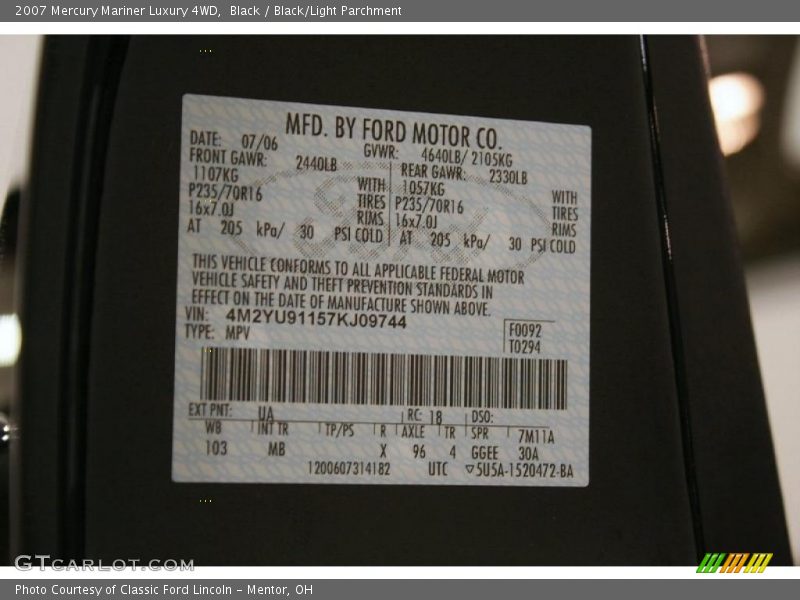 2007 Mercury Mariner Luxury 4WD,  Black / Black/Light Parchment
MFD. BY FORD MOTOR CO.
DATE: 07/06 GVWR: 4640LB/ 2105KG
FRONT GAWR: 2440LB REAR GAWR: 2330LB
1107KG WITH 1057KG WITH
P235/70R16 TIRES P235/70R16 TIRES
16x7.0J RIMS 16x7.0J RIMS
AT 205 kPa/ 30 PSI COLD AT 205 kPa/ 30 PSI COLD
THIS VEHICLE CONFORMS TO ALL APPLICABLE FEDERAL MOTOR
VEHICLE SAFETY AND THEFT PREVENTION STANDARDS IN
EFFECT ON THE DATE OF MANUFACTURE SHOWN ABOVE.
VIN: 4M2YU91157KJ09744 F0092
TYPE: MPV T0294
EXT PNT: UA RC: 18 DSO:
WB INT TR TP/PS R AXLE TR SPR 7M11A
103 MB X 96 4 GGEE 30A
1200607314182 UTC ▽5U5A-1520472-BA
GTCARLOT.COM
Photo Courtesy of Classic Ford Lincoln - Mentor, OH